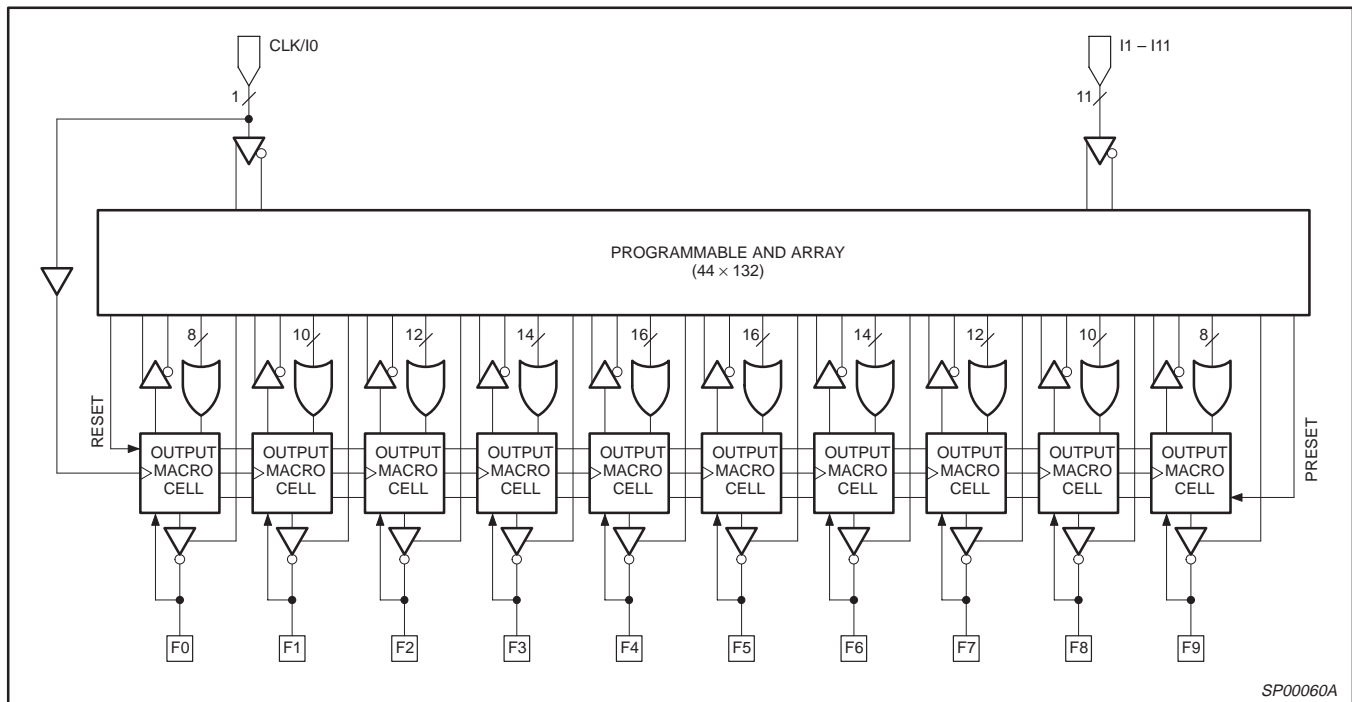 CLK/I0
I1 – I11
1
11
PROGRAMMABLE AND ARRAY
(44 × 132)
8 10 12 14 16 16 14 12 10 8
RESET
PRESET
OUTPUT OUTPUT OUTPUT OUTPUT OUTPUT OUTPUT OUTPUT OUTPUT OUTPUT OUTPUT
MACRO MACRO MACRO MACRO MACRO MACRO MACRO MACRO MACRO MACRO
CELL CELL CELL CELL CELL CELL CELL CELL CELL CELL
F0 F1 F2 F3 F4 F5 F6 F7 F8 F9
SP00060A